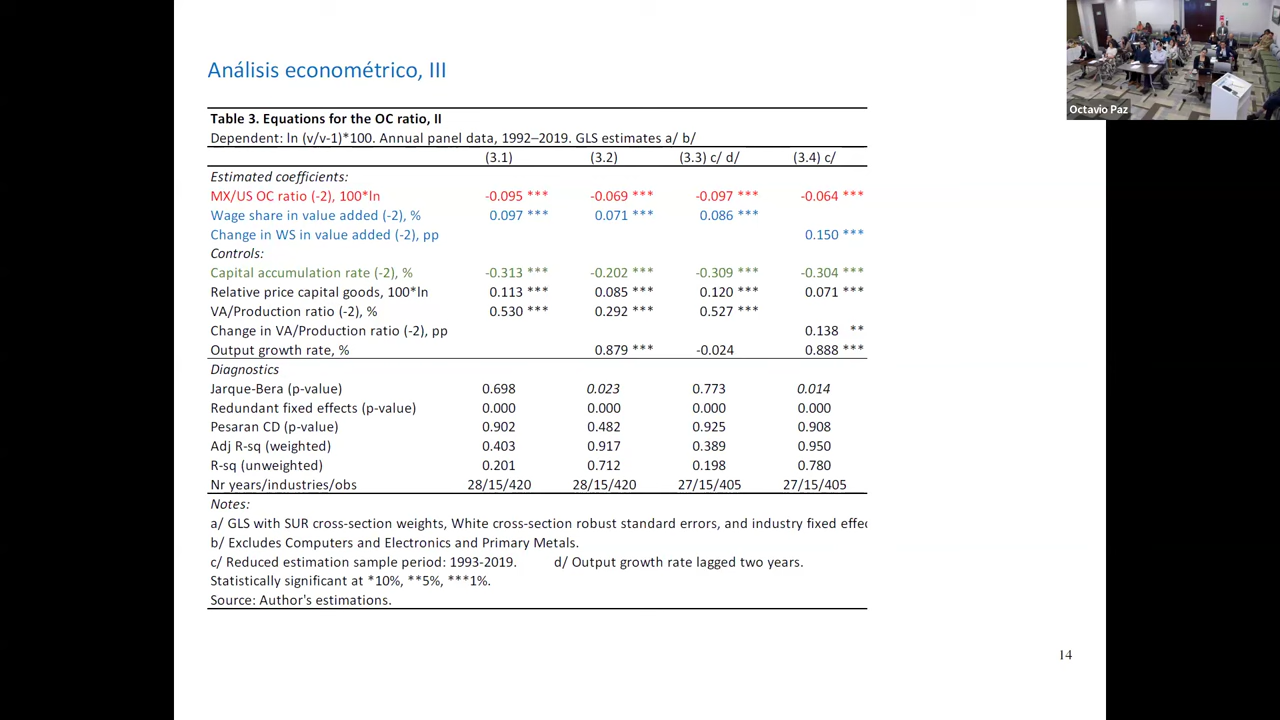 Análisis econométrico, III
Table 3. Equations for the OC ratio, II
Dependent: ln (v/v-1)*100. Annual panel data, 1992–2019. GLS estimates a/ b/
(3.1) (3.2) (3.3) c/ d/ (3.4) c/
Estimated coefficients:
MX/US OC ratio (-2), 100*ln -0.095 *** -0.069 *** -0.097 *** -0.064 ***
Wage share in value added (-2), % 0.097 *** 0.071 *** 0.086 ***
Change in WS in value added (-2), pp 0.150 ***
Controls:
Capital accumulation rate (-2), % -0.313 *** -0.202 *** -0.309 *** -0.304 ***
Relative price capital goods, 100*ln 0.113 *** 0.085 *** 0.120 *** 0.071 ***
VA/Production ratio (-2), % 0.530 *** 0.292 *** 0.527 ***
Change in VA/Production ratio (-2), pp 0.138 **
Output growth rate, % 0.879 *** -0.024 0.888 ***
Diagnostics
Jarque-Bera (p-value) 0.698 0.023 0.773 0.014
Redundant fixed effects (p-value) 0.000 0.000 0.000 0.000
Pesaran CD (p-value) 0.902 0.482 0.925 0.908
Adj R-sq (weighted) 0.403 0.917 0.389 0.950
R-sq (unweighted) 0.201 0.712 0.198 0.780
Nr years/industries/obs 28/15/420 28/15/420 27/15/405 27/15/405
Notes:
a/ GLS with SUR cross-section weights, White cross-section robust standard errors, and industry fixed effec
b/ Excludes Computers and Electronics and Primary Metals.
c/ Reduced estimation sample period: 1993-2019. d/ Output growth rate lagged two years.
Statistically significant at *10%, **5%, ***1%.
Source: Author's estimations.
14
Octavio Paz